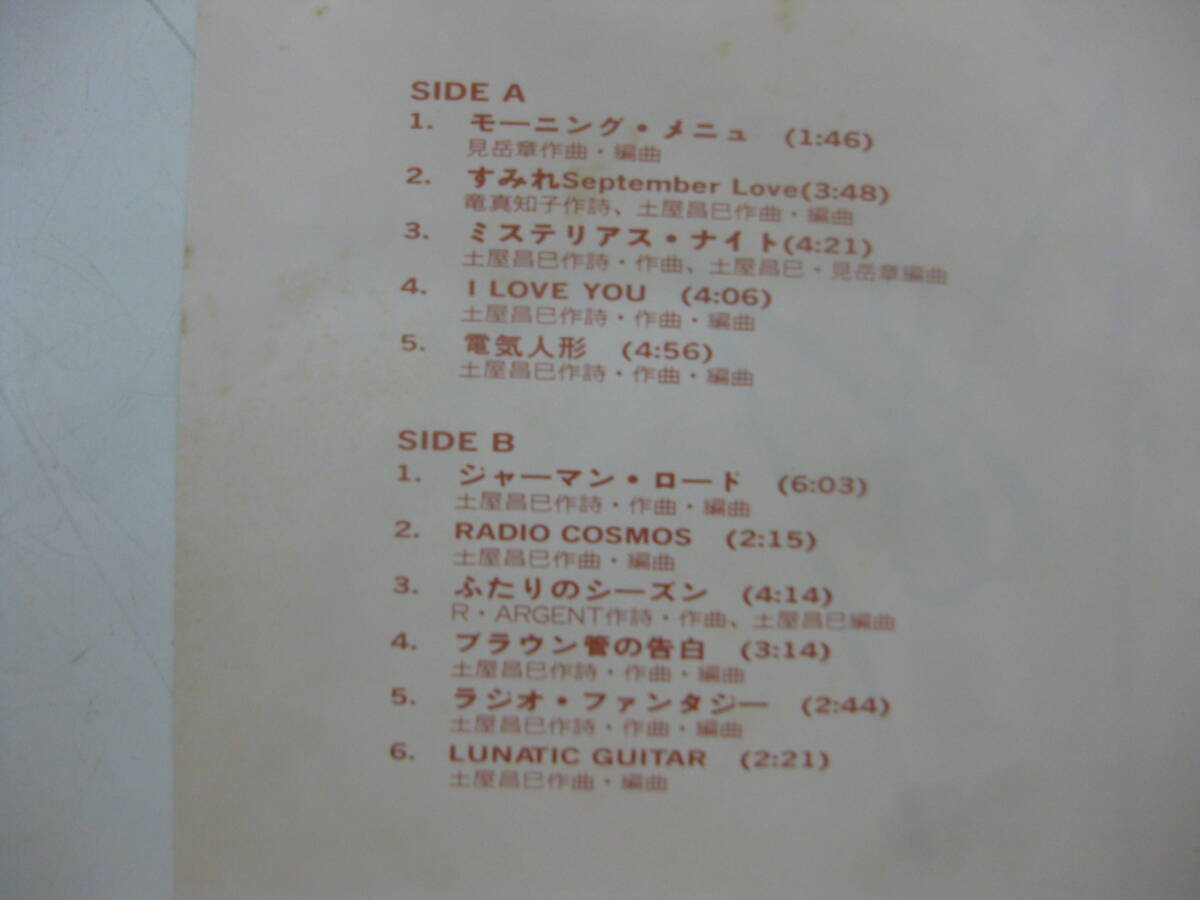 SIDE A
1. モーニング・メニュ (1:46)
見岳章作曲・編曲
2. すみれSeptember Love(3:48)
竜真知子作詩、土屋昌巳作曲・編曲
3. ミステリアス・ナイト(4:21)
土屋昌巳作詩・作曲、土屋昌巳・見岳章編曲
4. I LOVE YOU (4:06)
土屋昌巳作詩・作曲・編曲
5. 電気人形 (4:56)
土屋昌巳作詩・作曲・編曲
SIDE B
1. ジャーマン・ロード (6:03)
土屋昌巳作詩・作曲・編曲
2. RADIO COSMOS (2:15)
土屋昌巳作曲・編曲
3. ふたりのシーズン (4:14)
R・ARGENT作詩・作曲、土屋昌巳編曲
4. ブラウン管の告白 (3:14)
土屋昌巳作詩・作曲・編曲
5. ラジオ・ファンタジー (2:44)
土屋昌巳作詩・作曲・編曲
6. LUNATIC GUITAR (2:21)
土屋昌巳作曲・編曲